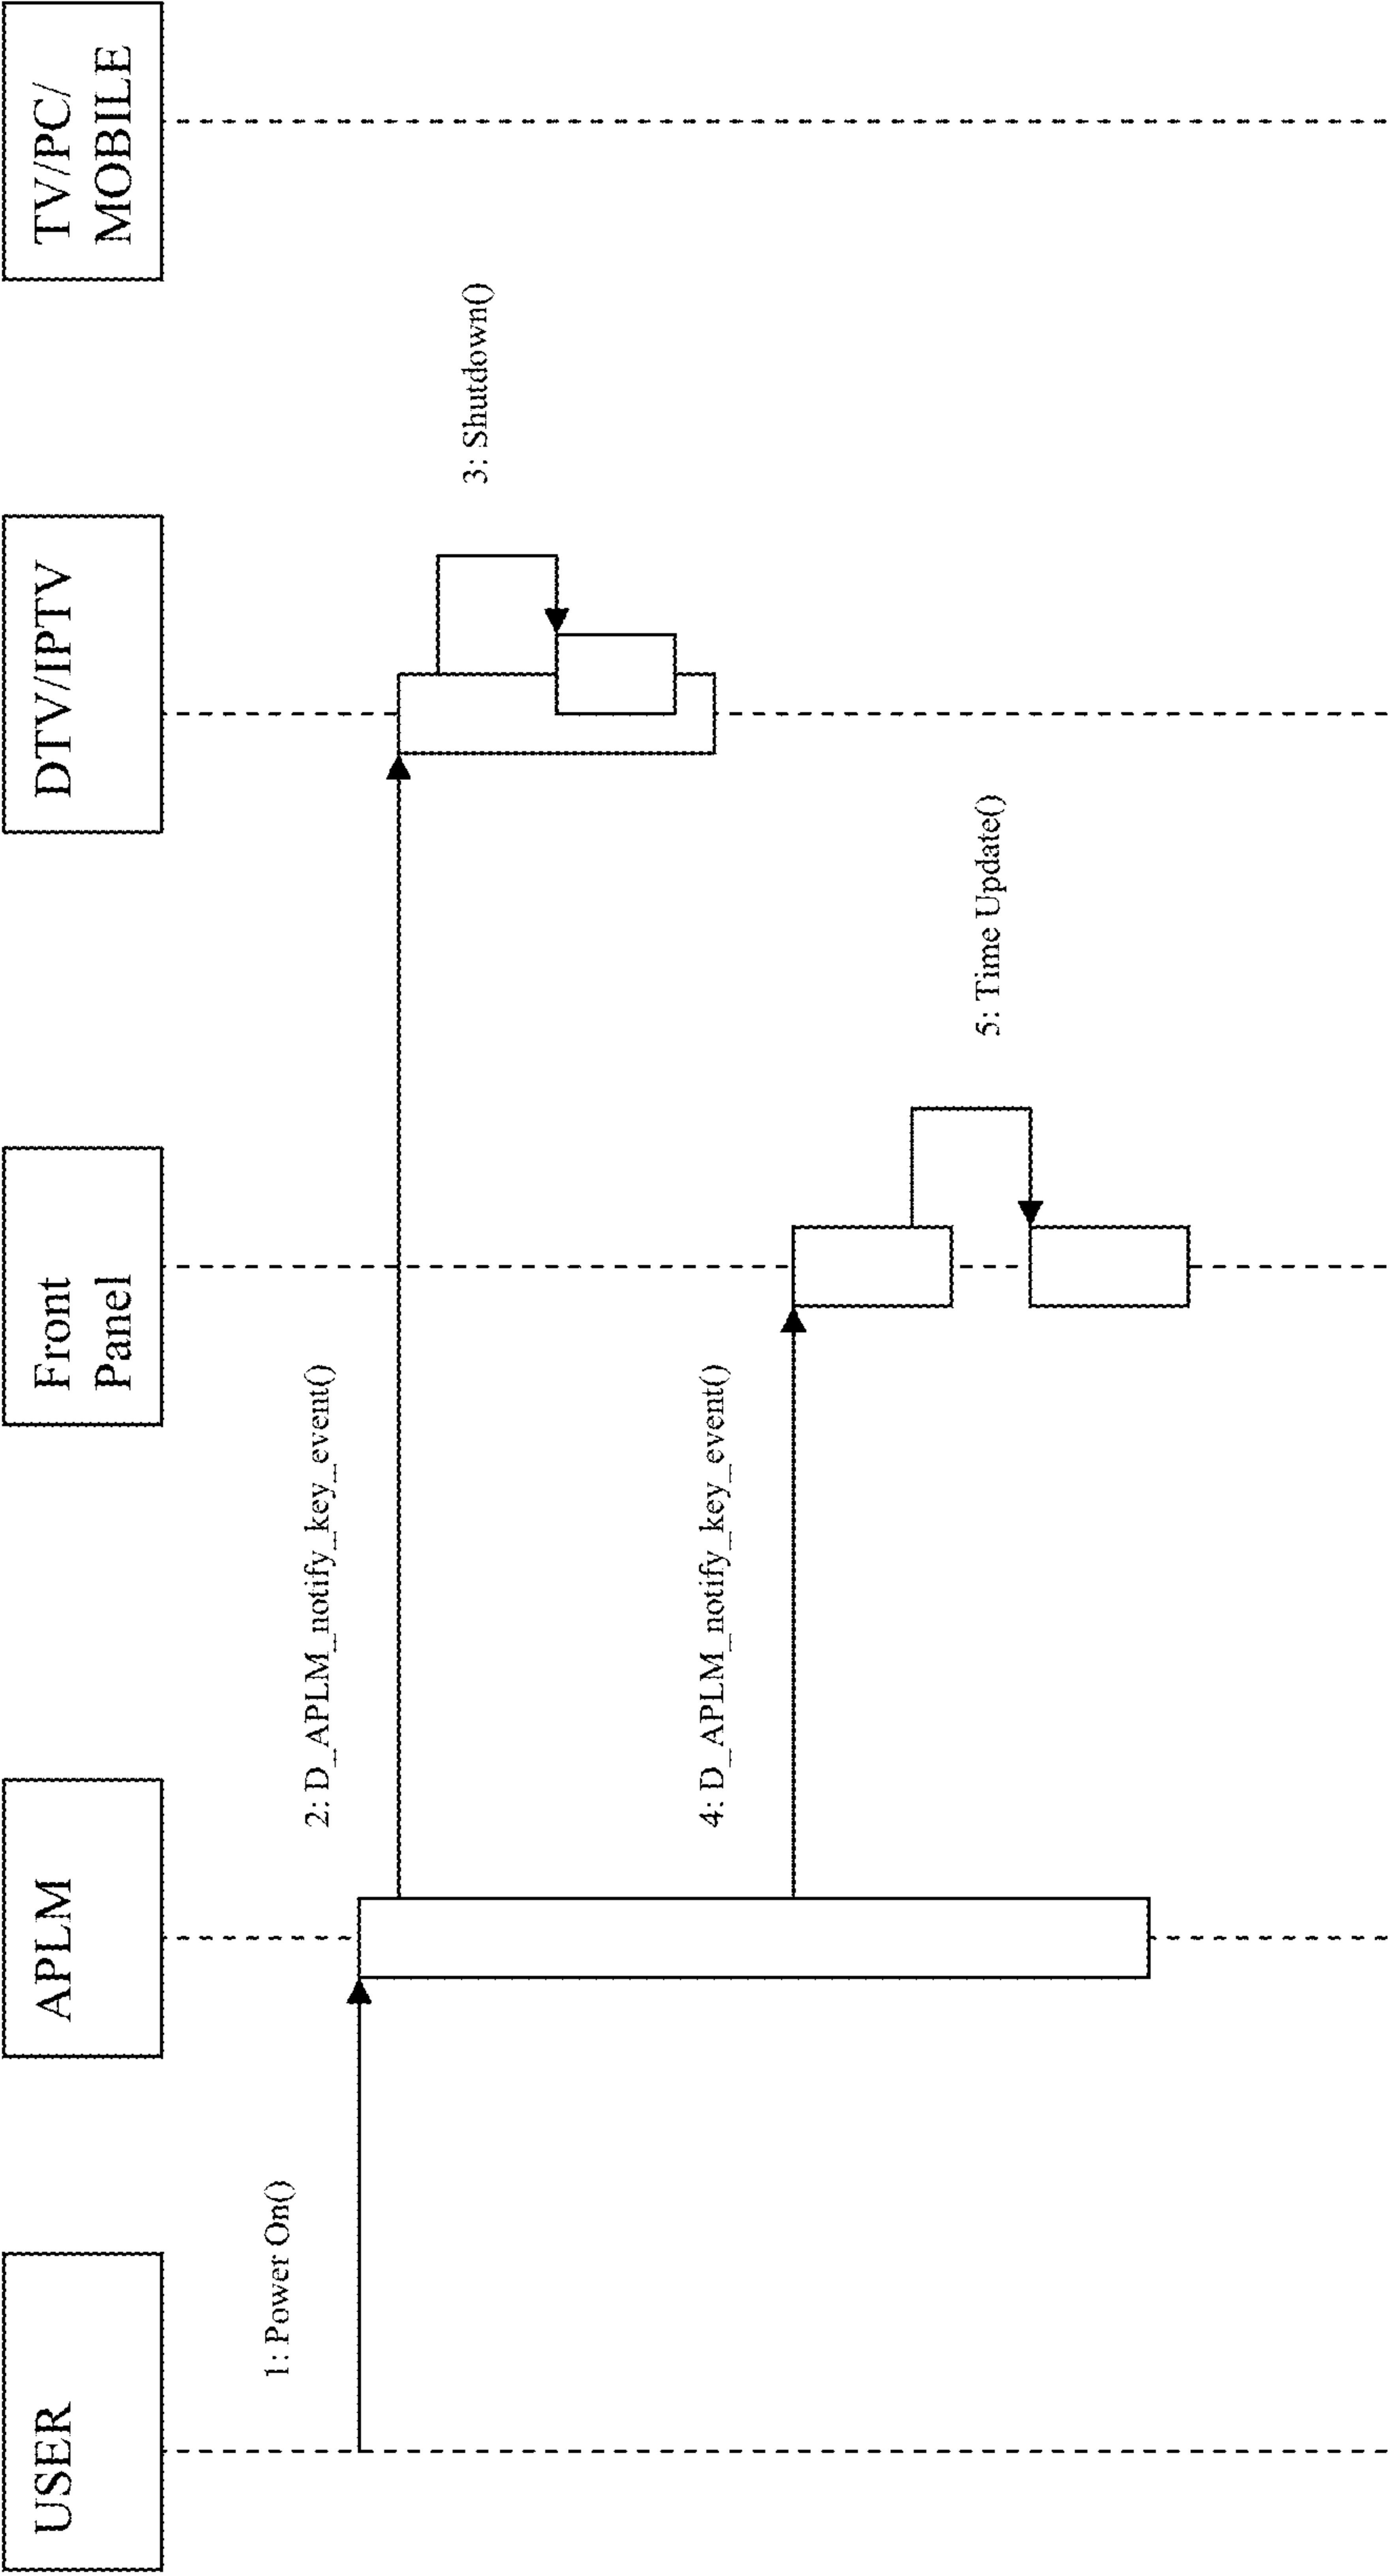 USER
APLM
Front
Panel
DTV/IPTV
TV/PC/
MOBILE
1: Power On()
2: D_APLM_notify_key_event()
3: Shutdown()
4: D_APLM_notify_key_event()
5: Time Update()